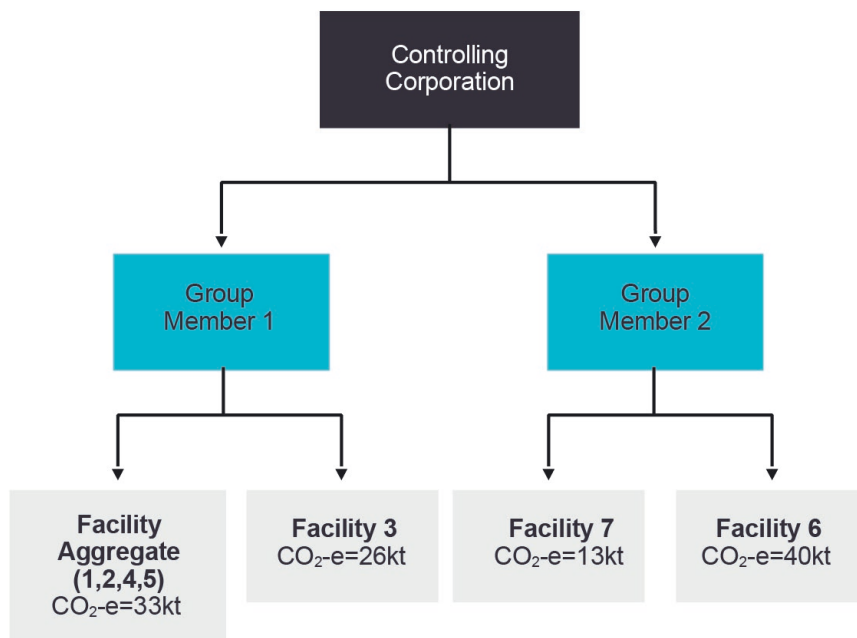 Controlling
Corporation
Group
Member 1
Group
Member 2
Facility
Aggregate
(1,2,4,5)
CO₂-e=33kt
Facility 3
CO₂-e=26kt
Facility 7
CO₂-e=13kt
Facility 6
CO₂-e=40kt